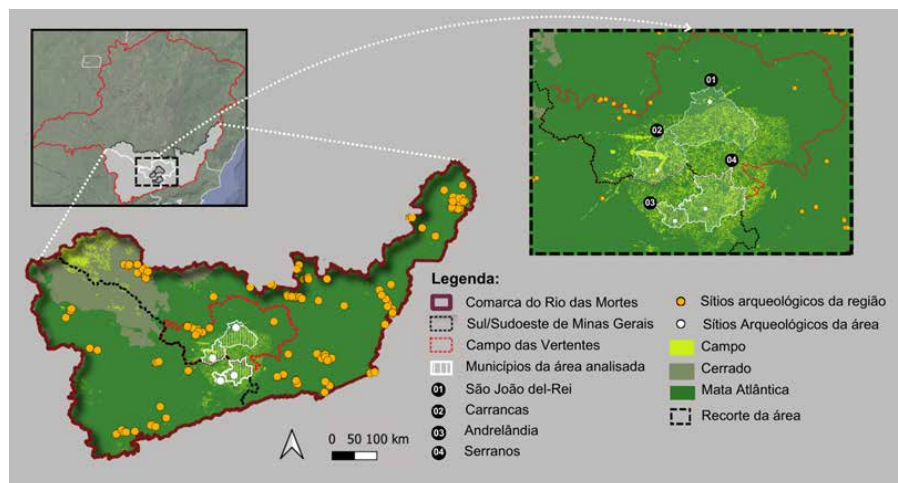 01
02
04
03
Legenda:
Comarca do Rio das Mortes
Sul/Sudoeste de Minas Gerais
Campo das Vertentes
Municípios da área analisada
01 São João del-Rei
02 Carrancas
03 Andrelândia
04 Serranos
Sítios arqueológicos da região
Sítios Arqueológicos da área
Campo
Cerrado
Mata Atlântica
Recorte da área
0 50 100 km